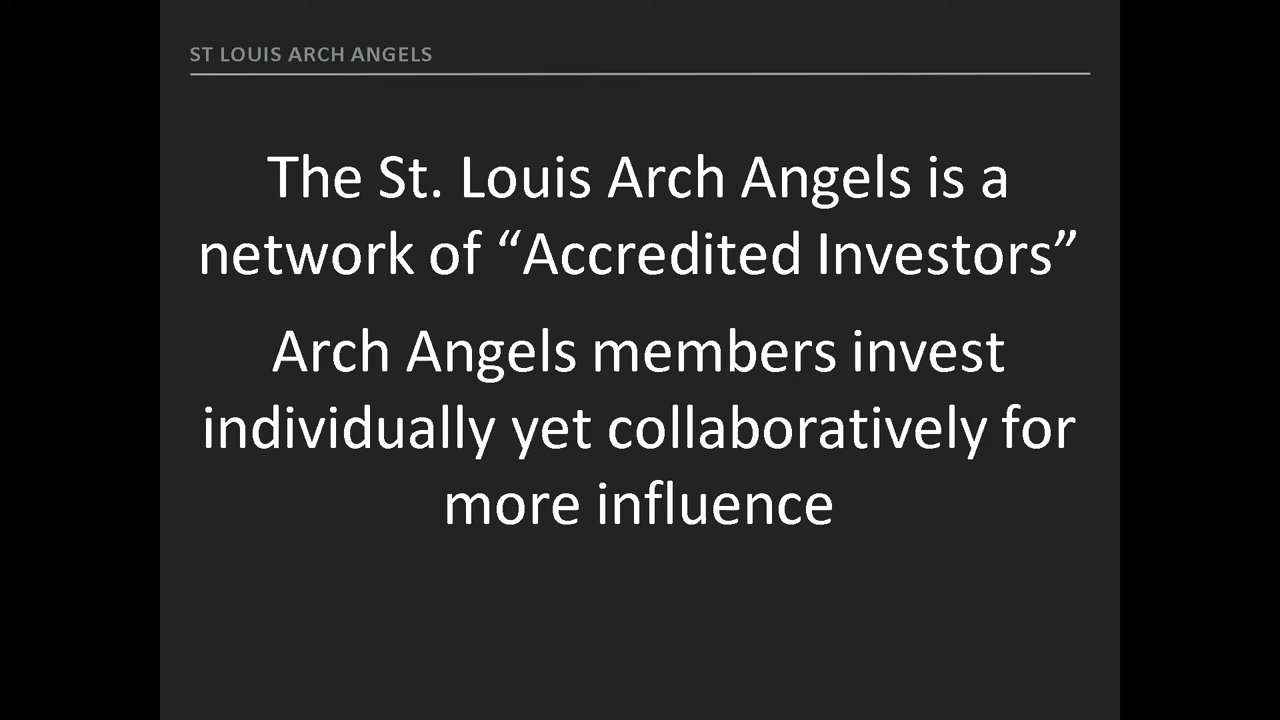 ST LOUIS ARCH ANGELS
The St. Louis Arch Angels is a
network of “Accredited Investors”
Arch Angels members invest
individually yet collaboratively for
more influence